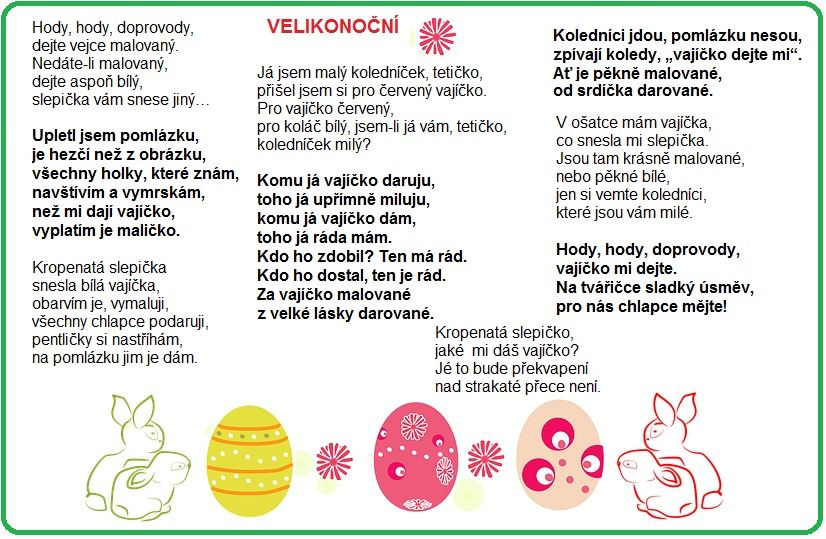 Hody, hody, doprovody,
dejte vejce malovaný.
Nedáte-li malovaný,
dejte aspoň bílý,
slepička vám snese jiný...
Upletl jsem pomlázku,
je hezčí než z obrázku,
všechny holky, které znám,
navštívím a vymrskám,
než mi dají vajíčko,
vyplatím je maličko.
Kropenatá slepička
snesla bílá vajíčka,
obarvím je, vymaluji,
všechny chlapce podaruji,
pentličky si nastříhám,
na pomlázku jim je dám.
VELIKONOČNÍ
Já jsem malý koledníček, tetičko,
přišel jsem si pro červený vajíčko.
Pro vajíčko červený,
pro koláč bílý, jsem-li já vám, tetičko,
koledníček milý?
Komu já vajíčko daruju,
toho já upřímně miluju,
komu já vajíčko dám,
toho já ráda mám.
Kdo ho zdobil? Ten má rád.
Kdo ho dostal, ten je rád.
Za vajíčko malované
z velké lásky darované.
Kropenatá slepičko,
jaké mi dáš vajíčko?
Jé to bude překvapení
nad strakaté přece není.
Koledníci jdou, pomlázku nesou,
zpívají koledy, „vajíčko dejte mi“.
Ať je pěkně malované,
od srdíčka darované.
V ošatce mám vajíčka,
co snesla mi slepička.
Jsou tam krásně malované,
nebo pěkné bílé,
jen si vemte koledníci,
které jsou vám milé.
Hody, hody, doprovody,
vajíčko mi dejte.
Na tvářičce sladký úsměv,
pro nás chlapce mějte!